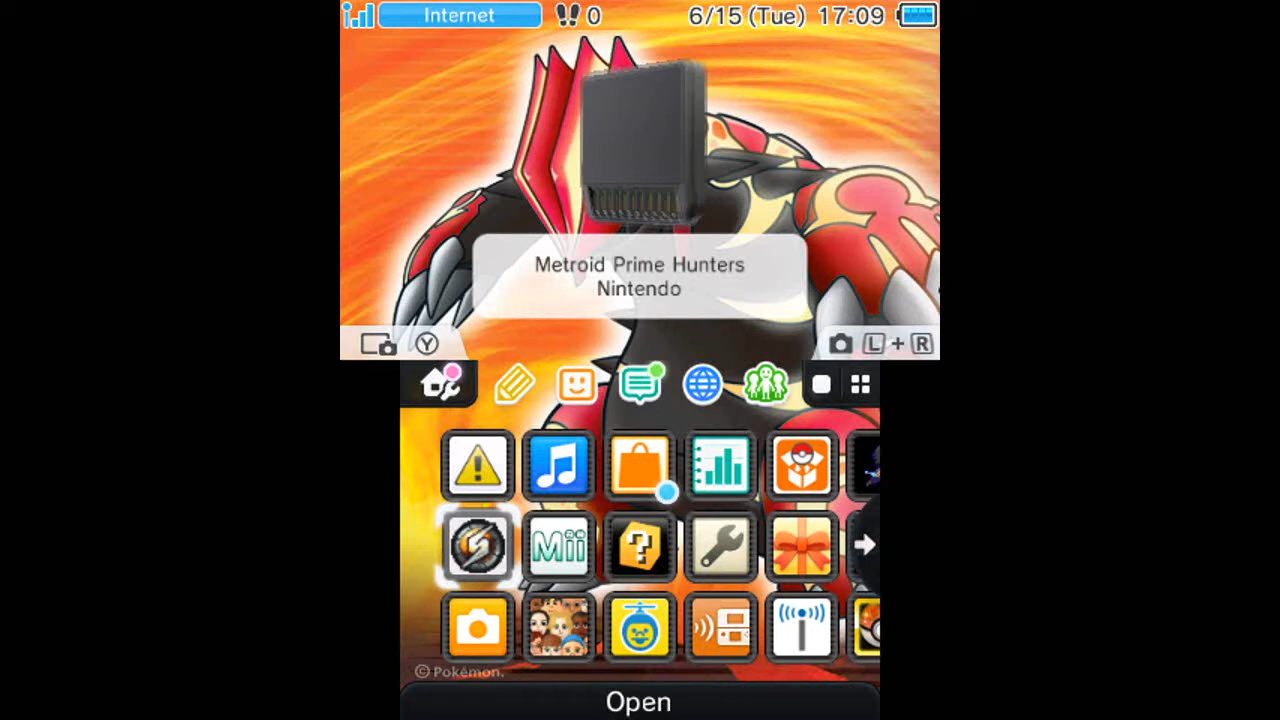 Internet
0
6/15 (Tue) 17:09
Metroid Prime Hunters
Nintendo
Y
L + R
Mii
?
© Pokémon.
Open